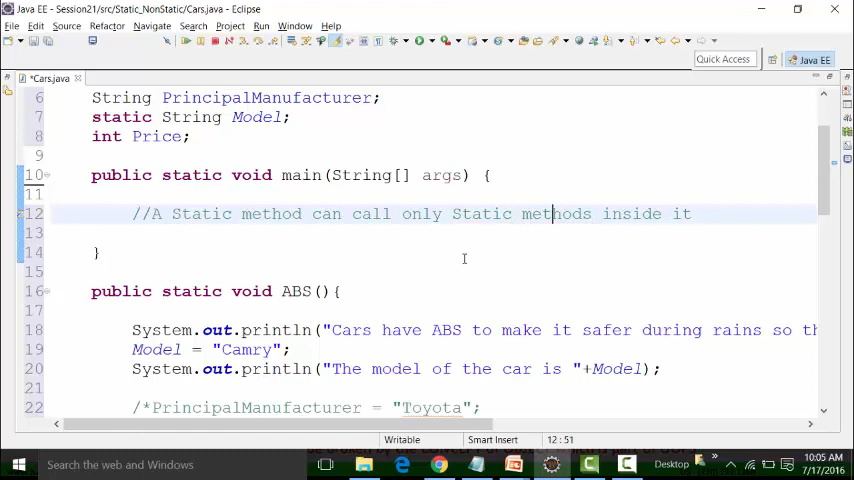 Java EE - Session21/src/Static_NonStatic/Cars.java - Eclipse
File Edit Source Refactor Navigate Search Project Run Window Help
Quick Access
Java EE
*Cars.java
6 String PrincipalManufacturer;
7 static String Model;
8 int Price;
9
10 public static void main(String[] args) {
11
12 //A Static method can call only Static methods inside it
13
14 }
15
16 public static void ABS(){
17
18 System.out.println("Cars have ABS to make it safer during rains so th
19 Model = "Camry";
20 System.out.println("The model of the car is "+Model);
21
22 /*PrincipalManufacturer = "Toyota";
Writable Smart Insert 12 : 51
Search the web and Windows
Desktop
10:05 AM
7/17/2016